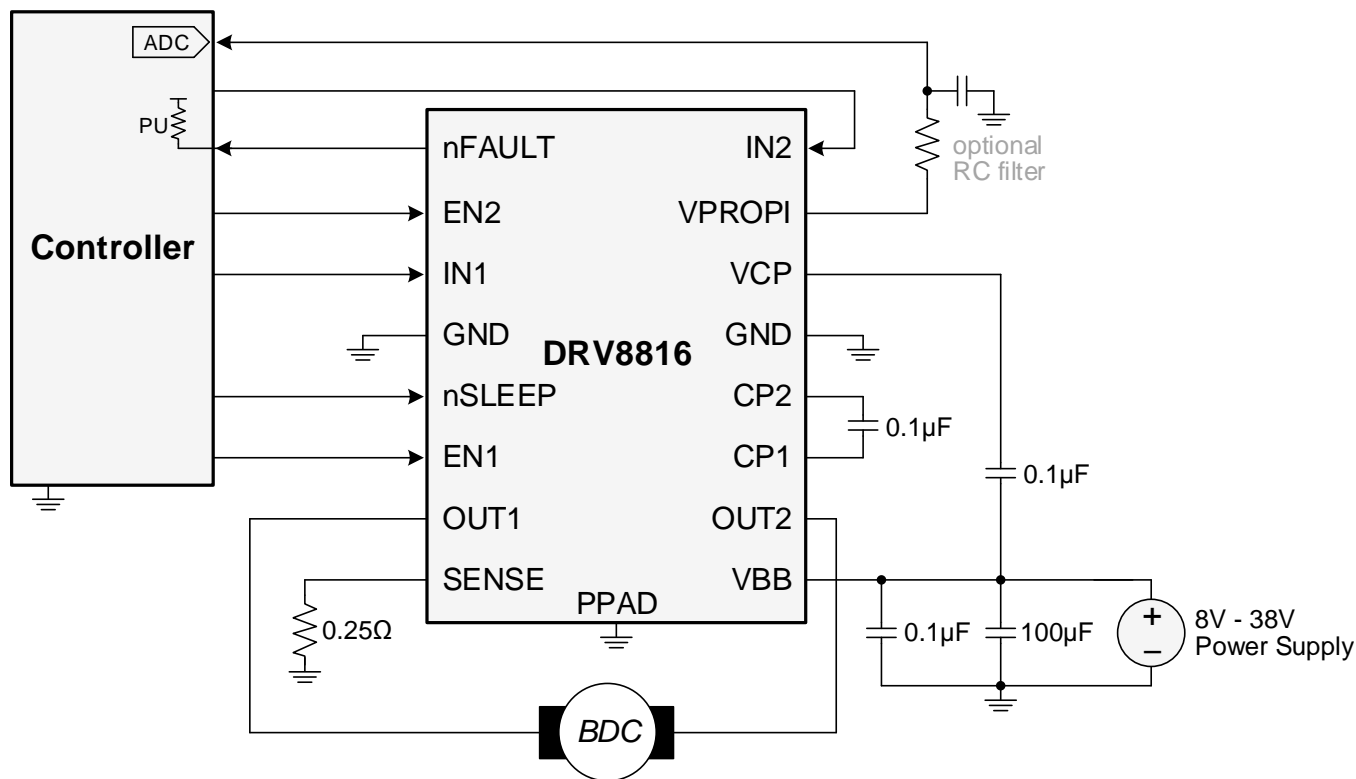 ADC
PU
Controller
optional
RC filter
nFAULT
IN2
EN2
VPROPI
IN1
VCP
GND
GND
DRV8816
nSLEEP
CP2
0.1µF
EN1
CP1
0.1µF
OUT1
OUT2
SENSE
VBB
PPAD
0.25Ω
0.1µF
100µF
+
−
8V - 38V
Power Supply
BDC